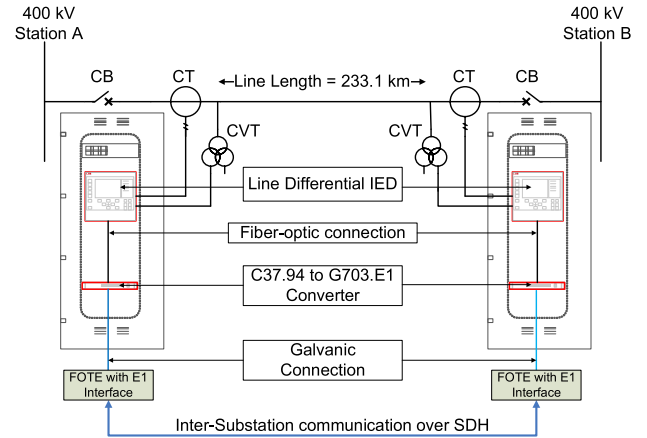 400 kV
Station A
400 kV
Station B
CB
CT
Line Length = 233.1 km
CT
CB
CVT
CVT
Line Differential IED
Fiber-optic connection
C37.94 to G703.E1
Converter
Galvanic
Connection
FOTE with E1
Interface
FOTE with E1
Interface
Inter-Substation communication over SDH